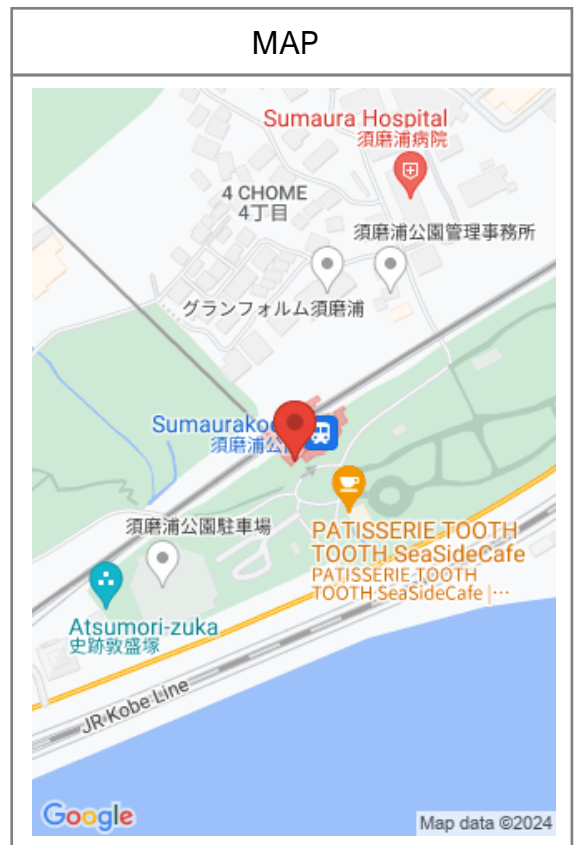 MAP
Sumaura Hospital
須磨浦病院
4 CHOME
4丁目
須磨浦公園管理事務所
グランフォルム須磨浦
Sumaurakoe
須磨浦公
須磨浦公園駐車場
PATISSERIE TOOTH
TOOTH SeaSideCafe
PATISSERIE TOOTH
TOOTH SeaSideCafe |…
Atsumori-zuka
史跡敦盛塚
JR Kobe Line
Google
Map data ©2024